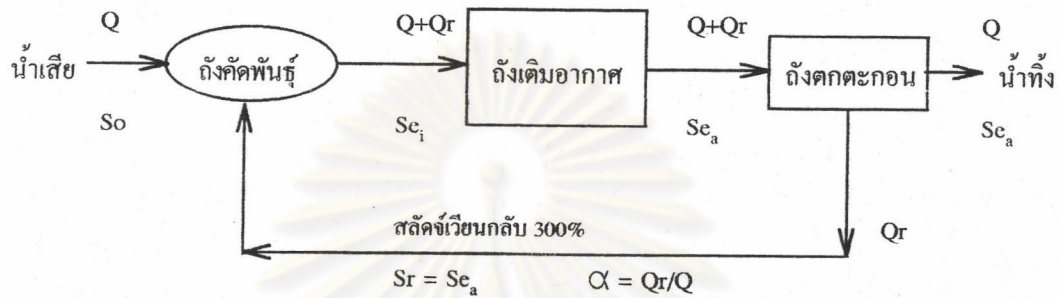 Q Q+Qr Q+Qr Q
น้ำเสีย ถังคัดพันธุ์ ถังเติมอากาศ ถังตกตะกอน น้ำทิ้ง
So Se_i Se_a Se_a
สลัดจ์เวียนกลับ 300% Qr
Sr = Se_a α = Qr/Q